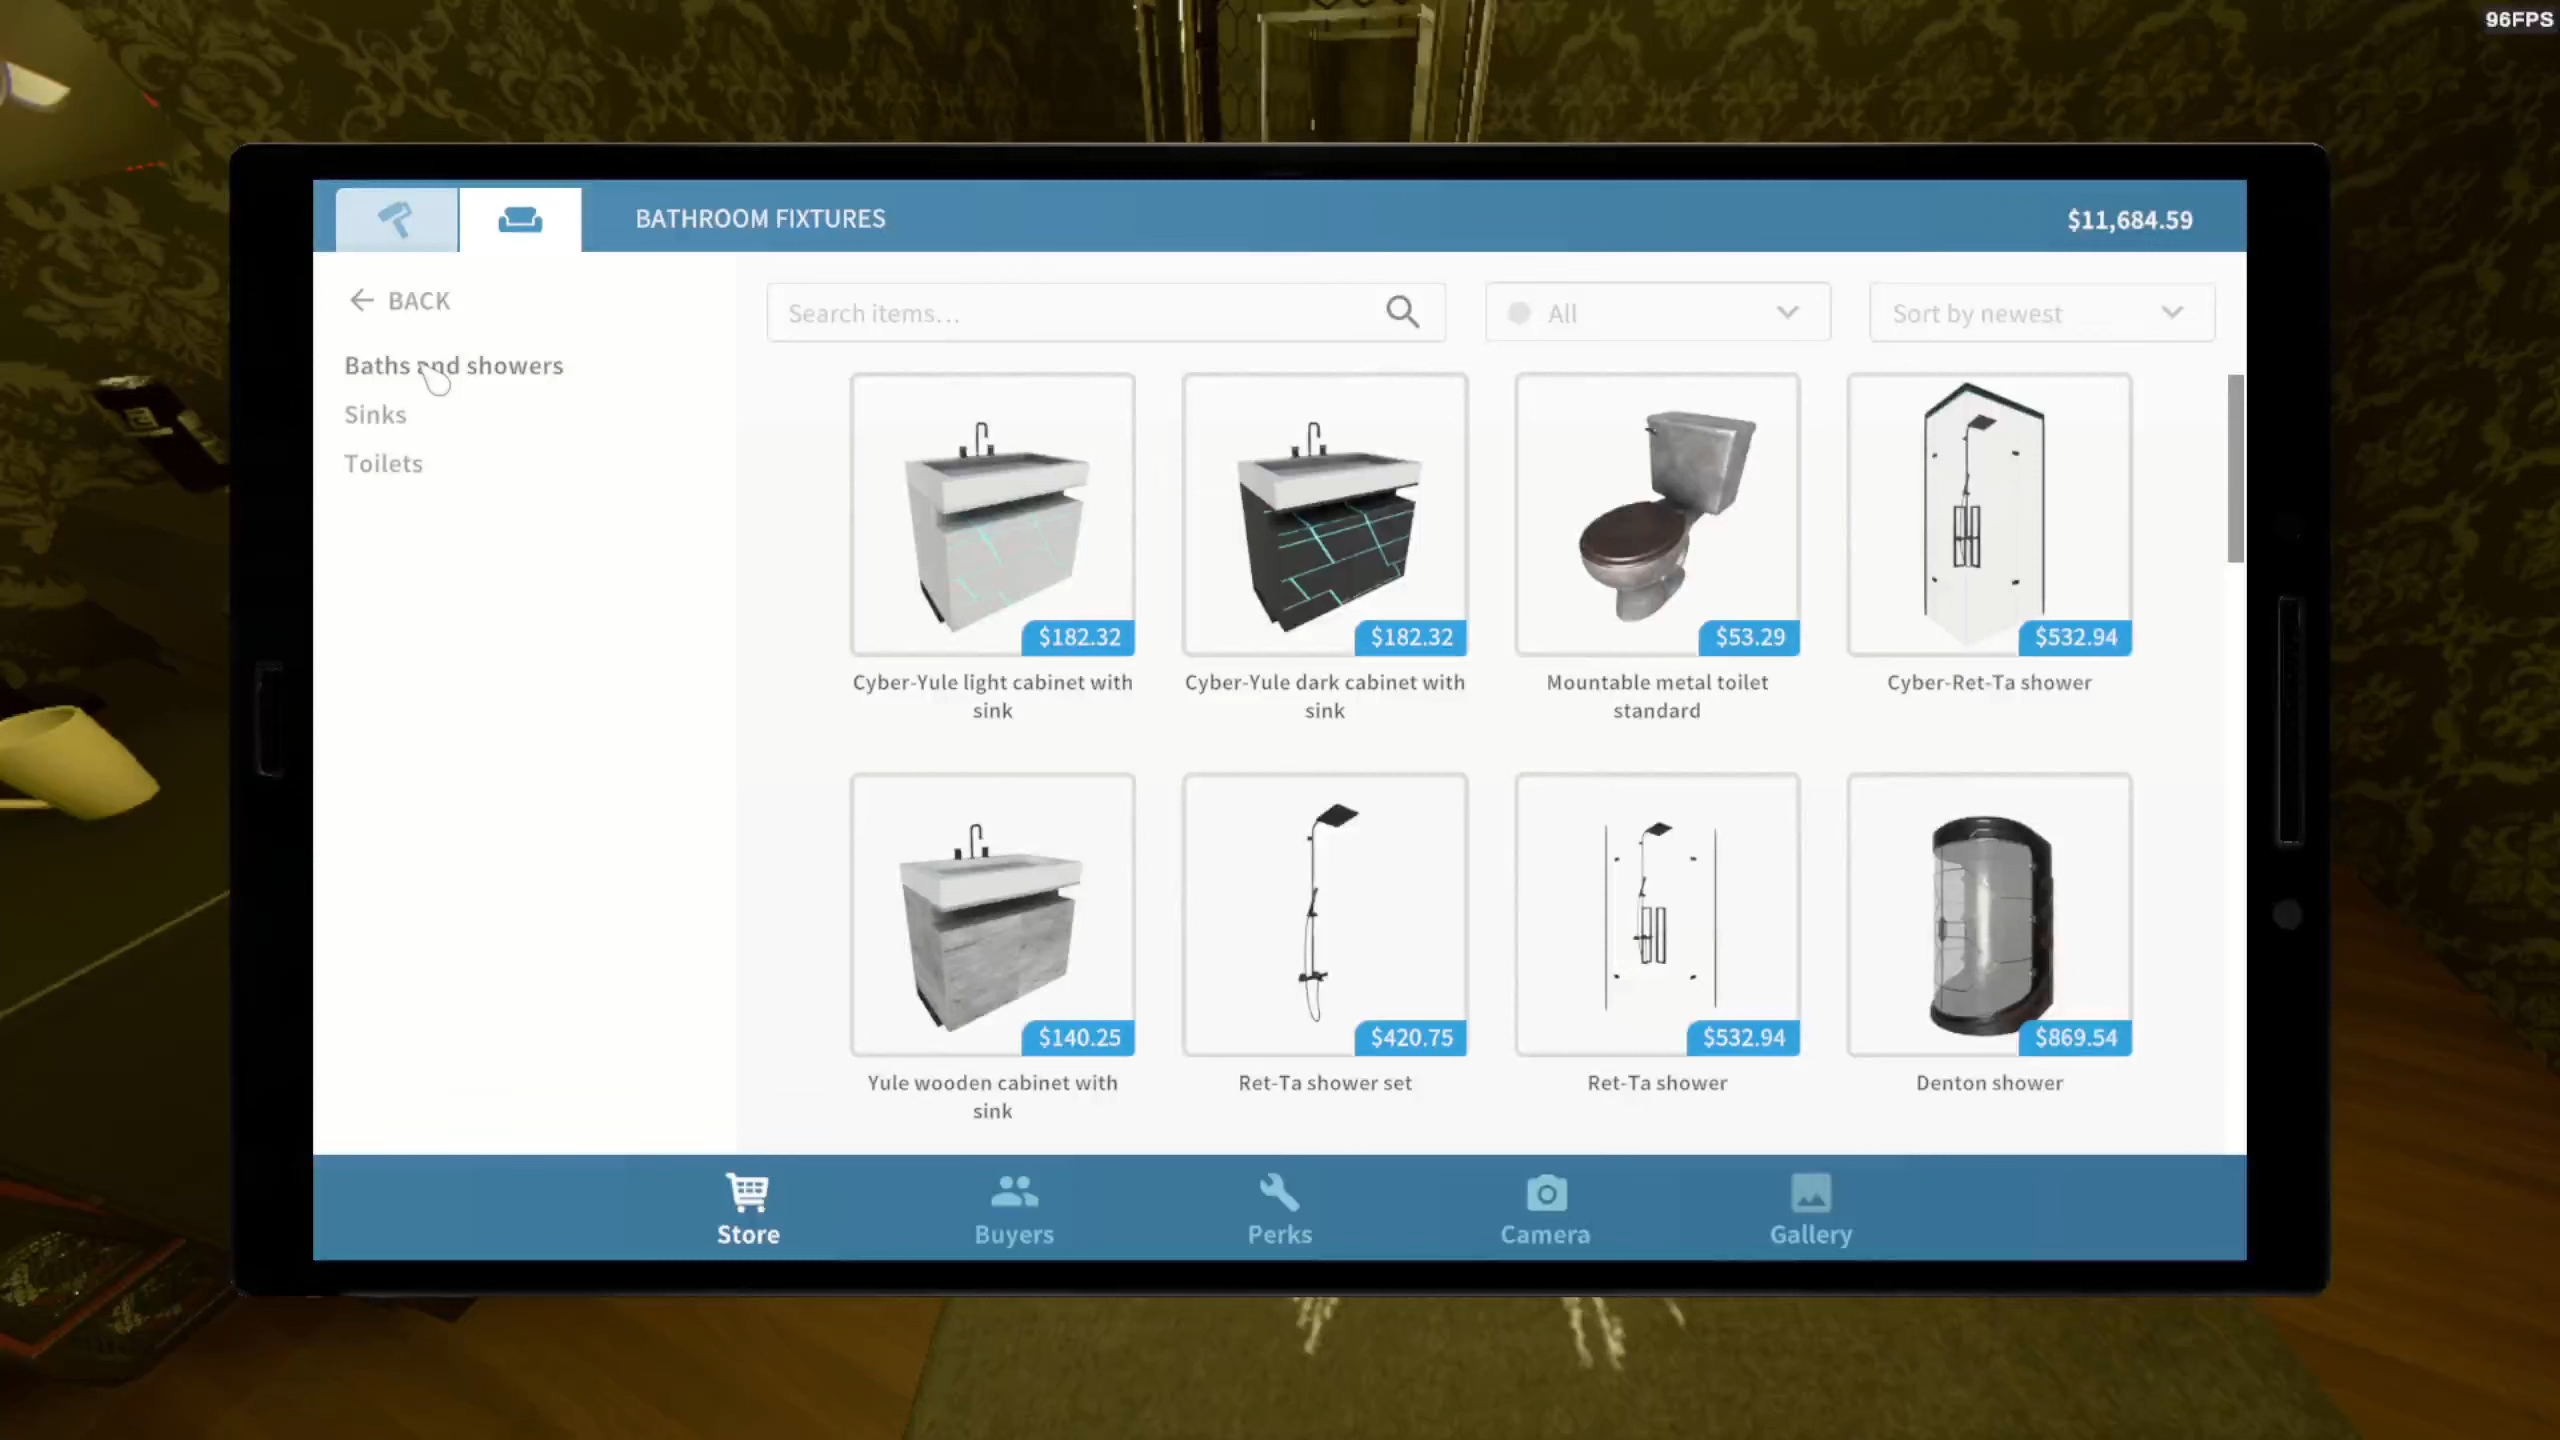 96FPS
BATHROOM FIXTURES
$11,684.59
BACK
Search items...
All
Sort by newest
Baths and showers
Sinks
Toilets
$182.32
$182.32
$53.29
$532.94
Cyber-Yule light cabinet with
sink
Cyber-Yule dark cabinet with
sink
Mountable metal toilet
standard
Cyber-Ret-Ta shower
$140.25
$420.75
$532.94
$869.54
Yule wooden cabinet with
sink
Ret-Ta shower set
Ret-Ta shower
Denton shower
Store
Buyers
Perks
Camera
Gallery